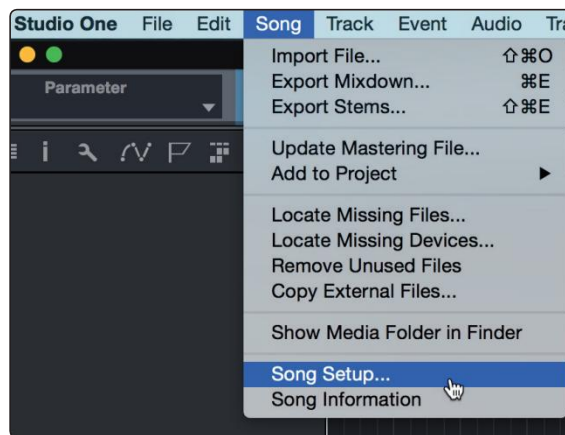 Studio One File Edit Song Track Event Audio
Parameter
Import File... ⇧⌘O
Export Mixdown... ⌘E
Export Stems... ⇧⌘E
Update Mastering File...
Add to Project
Locate Missing Files...
Locate Missing Devices...
Remove Unused Files
Copy External Files...
Show Media Folder in Finder
Song Setup...
Song Information